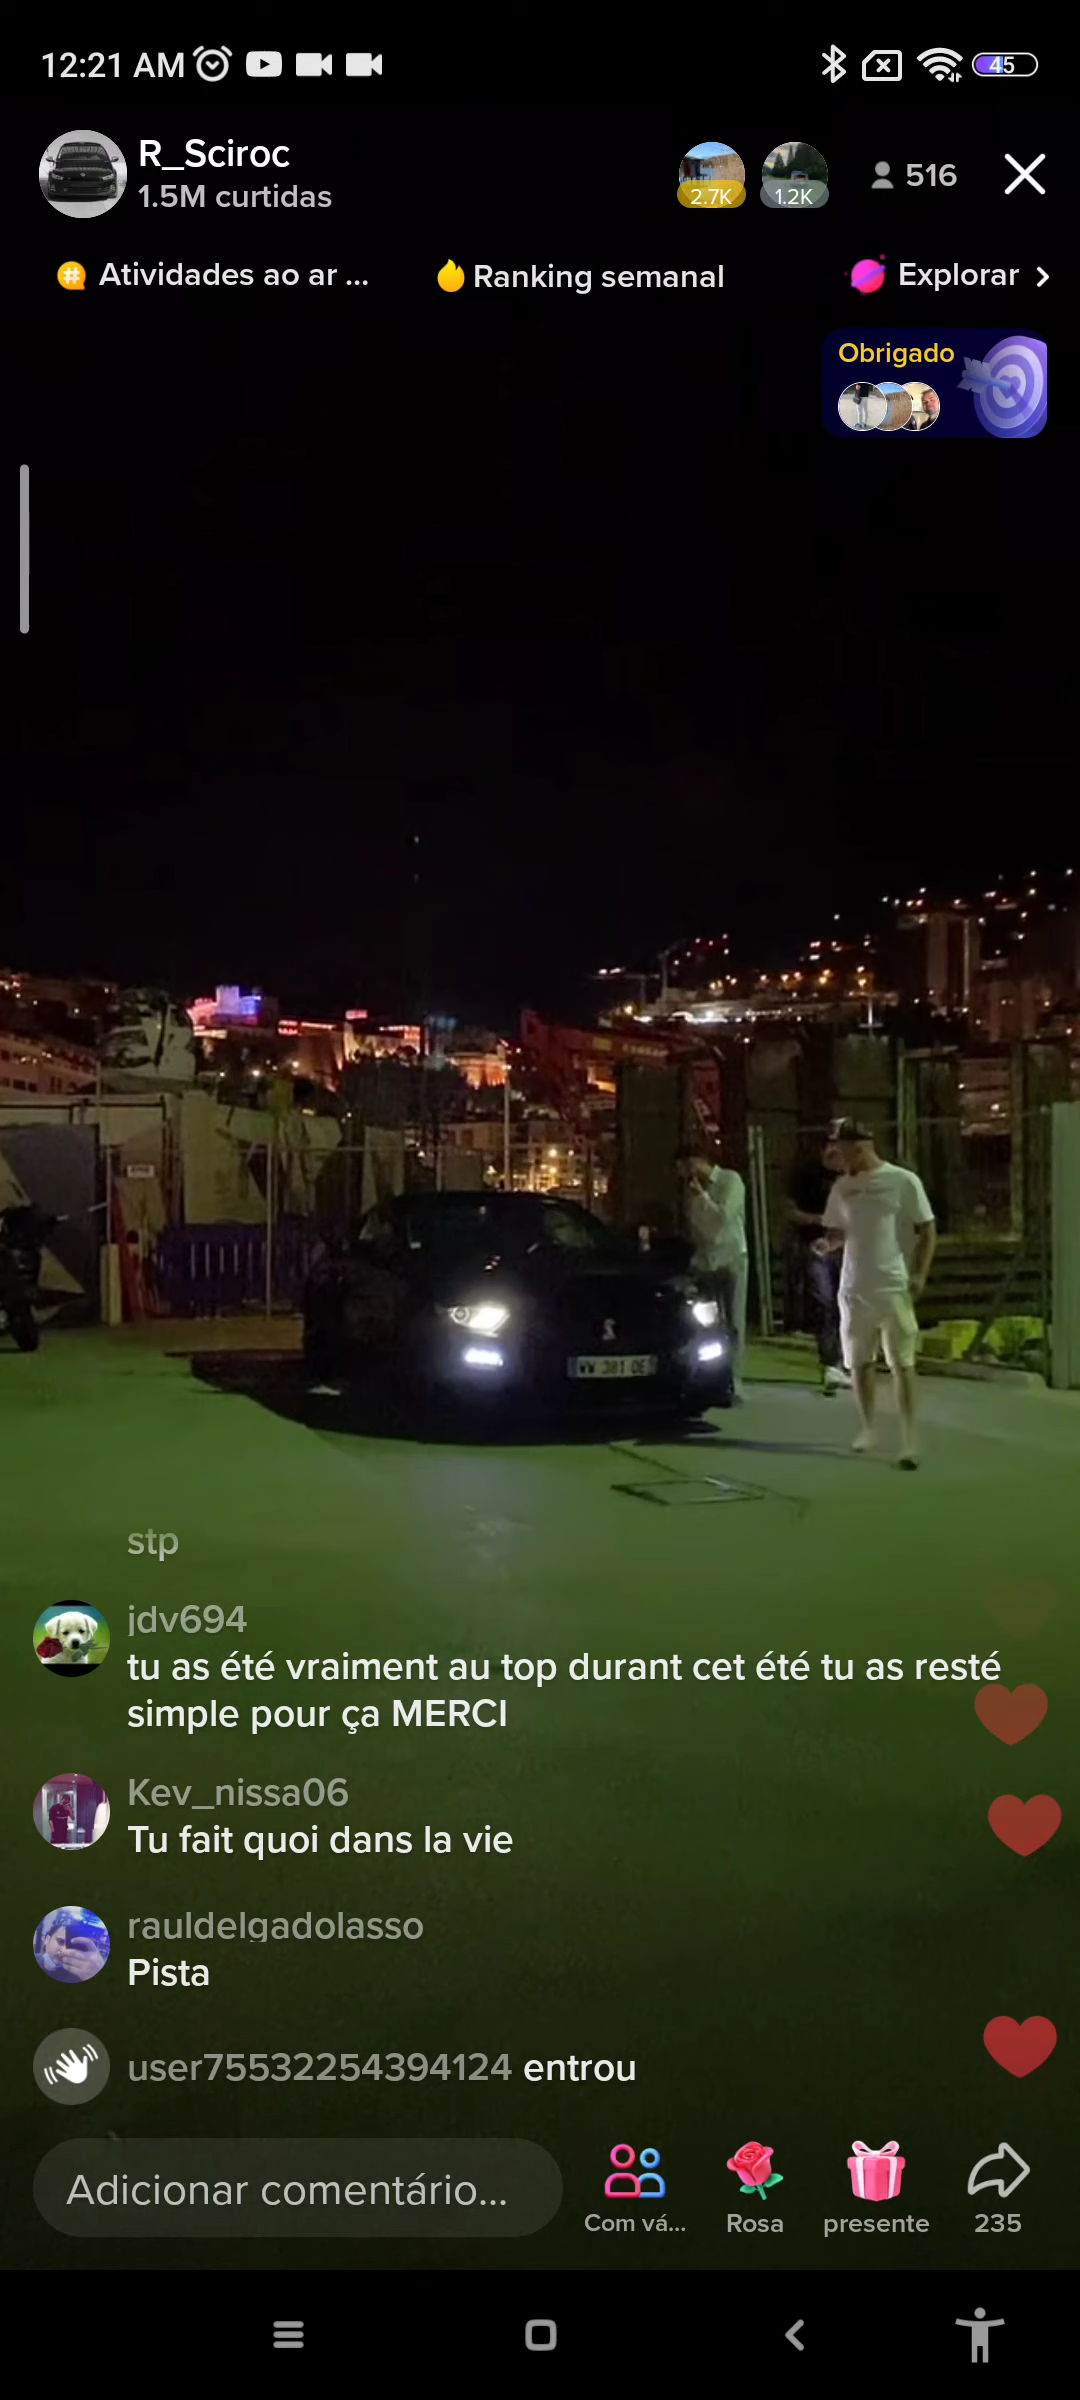 12:21 AM
45
R_Sciroc
1.5M curtidas
2.7K
1.2K
516
Atividades ao ar ...
Ranking semanal
Explorar
Obrigado
stp
jdv694
tu as été vraiment au top durant cet été tu as resté
simple pour ça MERCI
Kev_nissa06
Tu fait quoi dans la vie
rauldelgadolasso
Pista
user75532254394124 entrou
Adicionar comentário...
Com vá...
Rosa
presente
235